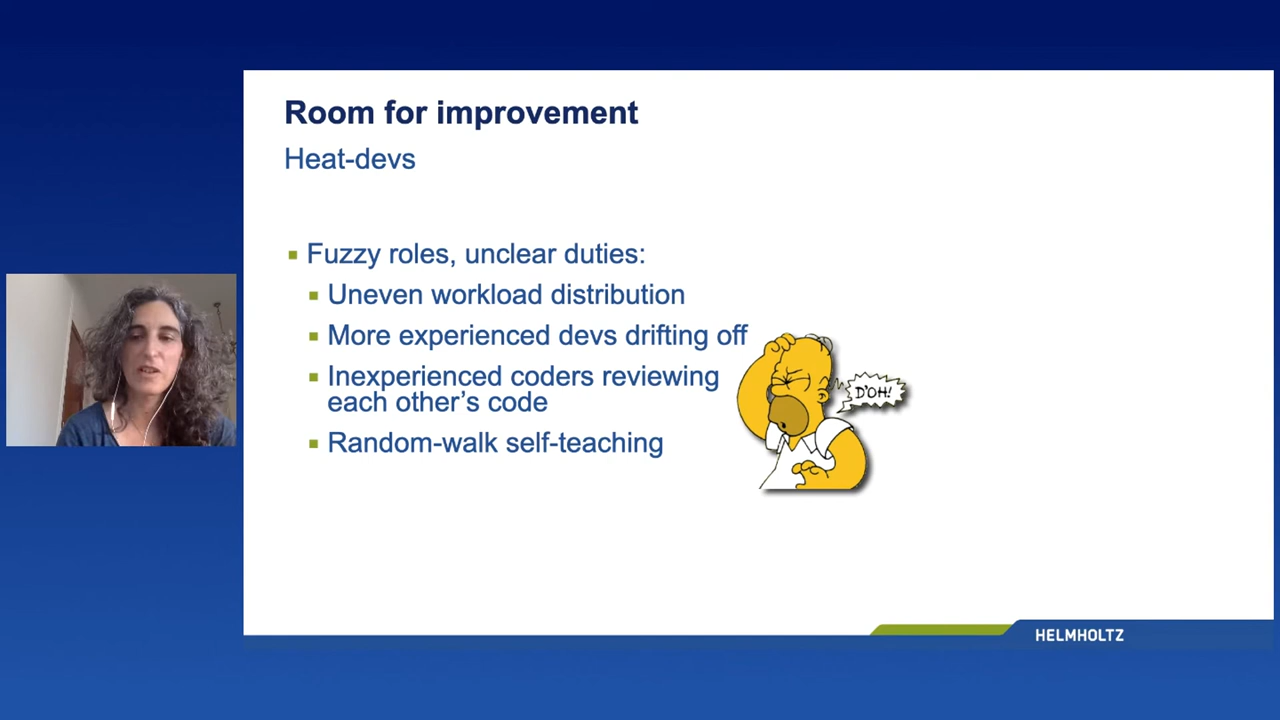 Room for improvement
Heat-devs
Fuzzy roles, unclear duties:
Uneven workload distribution
More experienced devs drifting off
Inexperienced coders reviewing
each other's code
Random-walk self-teaching
D'OH!
HELMHOLTZ